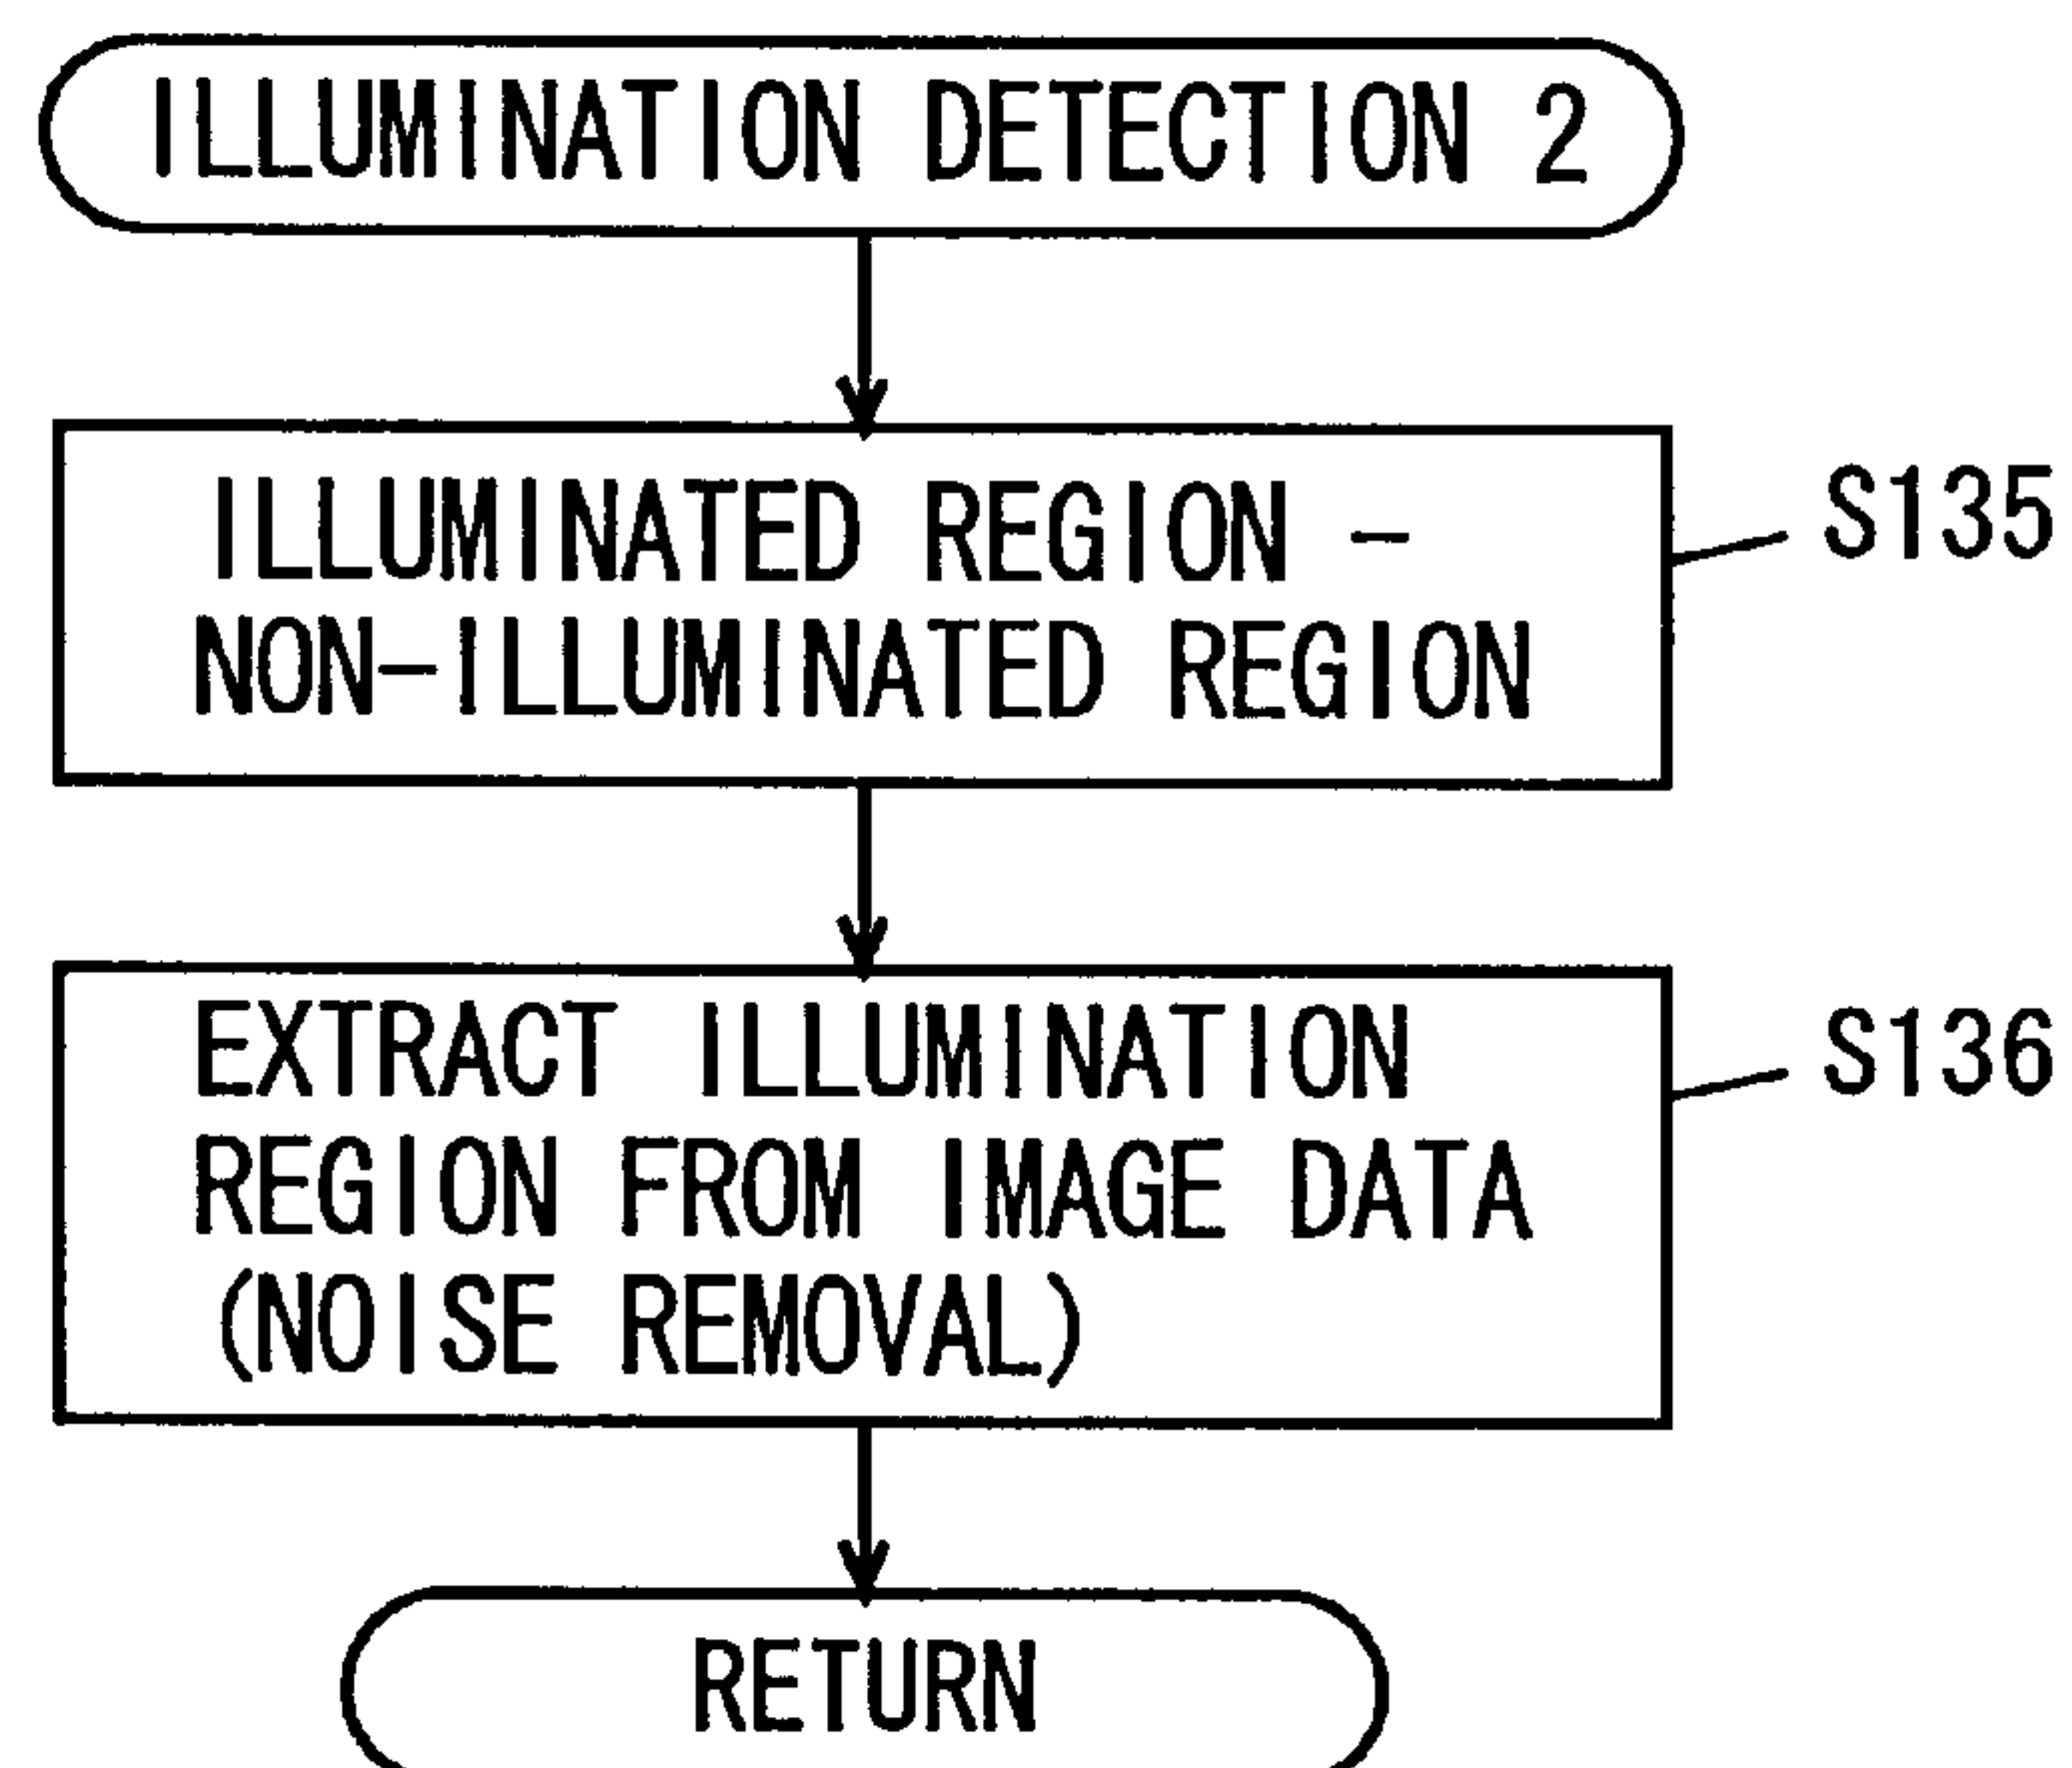 ILLUMINATION DETECTION 2
ILLUMINATED REGION -
NON-ILLUMINATED REGION
S135
EXTRACT ILLUMINATION
REGION FROM IMAGE DATA
(NOISE REMOVAL)
S136
RETURN